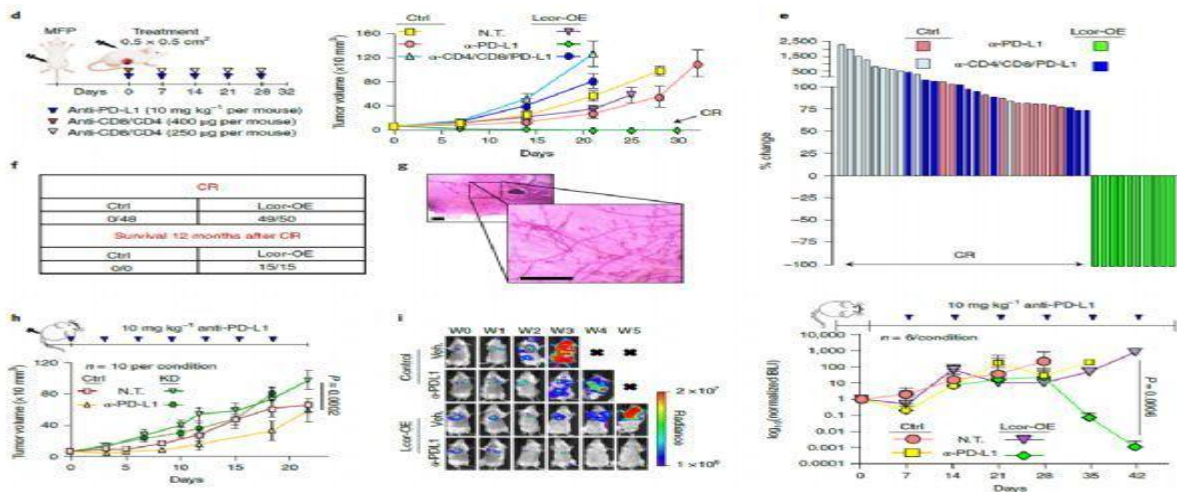 d
MFP
Treatment
0.5 × 0.5 cm²
Days 0 7 14 21 28 32
Anti-PD-L1 (10 mg kg⁻¹ per mouse)
Anti-CD8/CD4 (400 µg per mouse)
Anti-CD8/CD4 (250 µg per mouse)
Ctrl Lcor-OE
N.T.
α-PD-L1
α-CD4/CD8/PD-L1
Tumor volume (×10 mm³)
160
120
80
40
0
CR
0 5 10 15 20 25 30
Days
e
Ctrl Lcor-OE
α-PD-L1
α-CD4/CD8/PD-L1
% change
2,500
1,500
500
100
75
50
25
0
−25
−50
−75
−100
CR
f
CR
Ctrl Lcor-OE
0/48 49/50
Survival 12 months after CR
Ctrl Lcor-OE
0/0 15/15
g
h
10 mg kg⁻¹ anti-PD-L1
n = 10 per condition
Ctrl KD
N.T.
α-PD-L1
Tumor volume (×10 mm³)
120
80
40
0
P = 0.0002
0 5 10 15 20
Days
i
W0 W1 W2 W3 W4 W5
Control
Veh.
α-PDL1
Lcor-OE
Veh.
α-PDL1
2 × 10⁷
Radiance
1 × 10⁶
10 mg kg⁻¹ anti-PD-L1
n = 6/condition
Ctrl Lcor-OE
N.T.
α-PD-L1
log₁₀(normalized BLI)
1,000
100
10
1
0.1
0.01
0.001
0.0001
P = 0.0006
0 7 14 21 28 35 42
Days